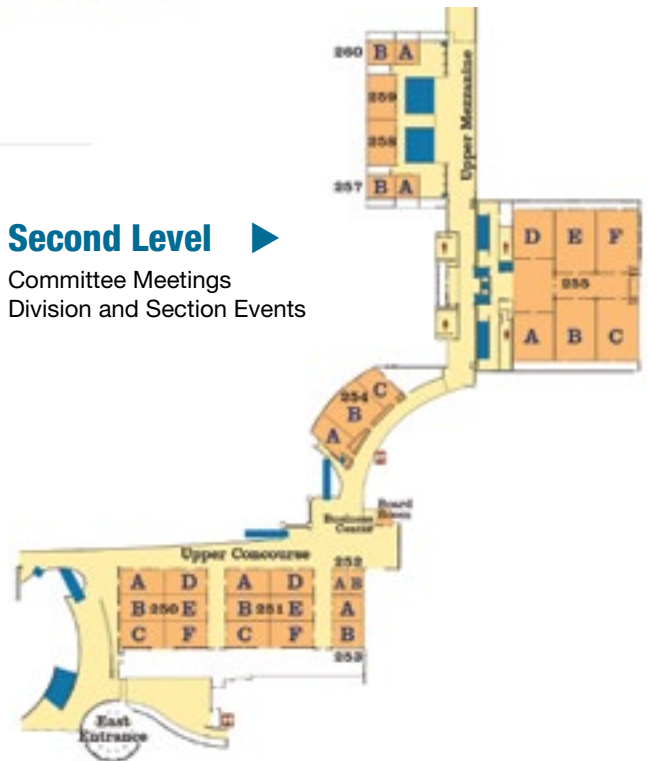 Second Level
Committee Meetings
Division and Section Events
260 B A
259
258
257 B A
Upper Mezzanine
D E F
255
A B C
254
C
B
A
Board
Room
Business
Center
Upper Concourse
252
A D A D A B
B 250 E B 251 E A
C F C F B
253
East
Entrance